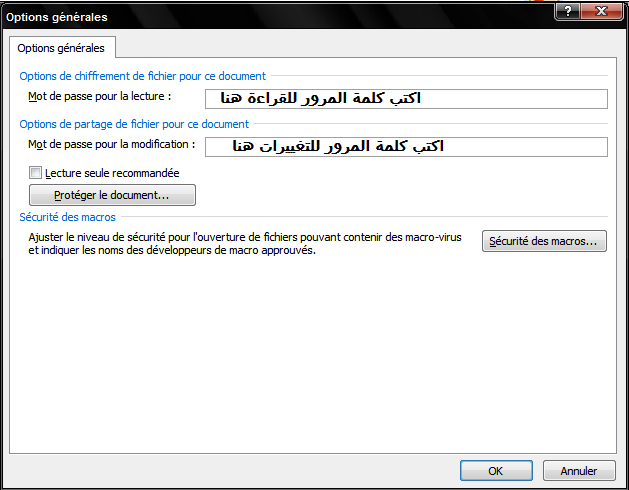 Options générales
Options générales
Options de chiffrement de fichier pour ce document
Mot de passe pour la lecture :
اكتب كلمة المرور للقراءة هنا
Options de partage de fichier pour ce document
Mot de passe pour la modification :
اكتب كلمة المرور للتغييرات هنا
Lecture seule recommandée
Protéger le document...
Sécurité des macros
Ajuster le niveau de sécurité pour l'ouverture de fichiers pouvant contenir des macro-virus
et indiquer les noms des développeurs de macro approuvés.
Sécurité des macros...
OK
Annuler